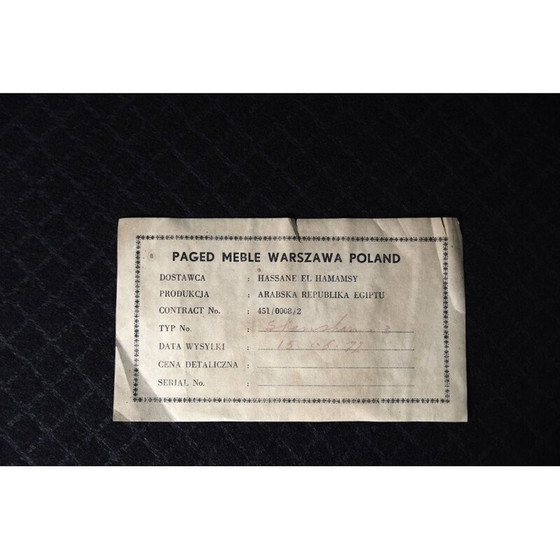 PAGED MEBLE WARSZAWA POLAND
DOSTAWCA : HASSANE EL HAMAMSY
PRODUKCJA : ARABSKA REPUBLIKA EGIPTU
CONTRACT No. : 451/0008/2
TYP No. :
DATA WYSYLKI :
CENA DETALICZNA :
SERIAL No. :